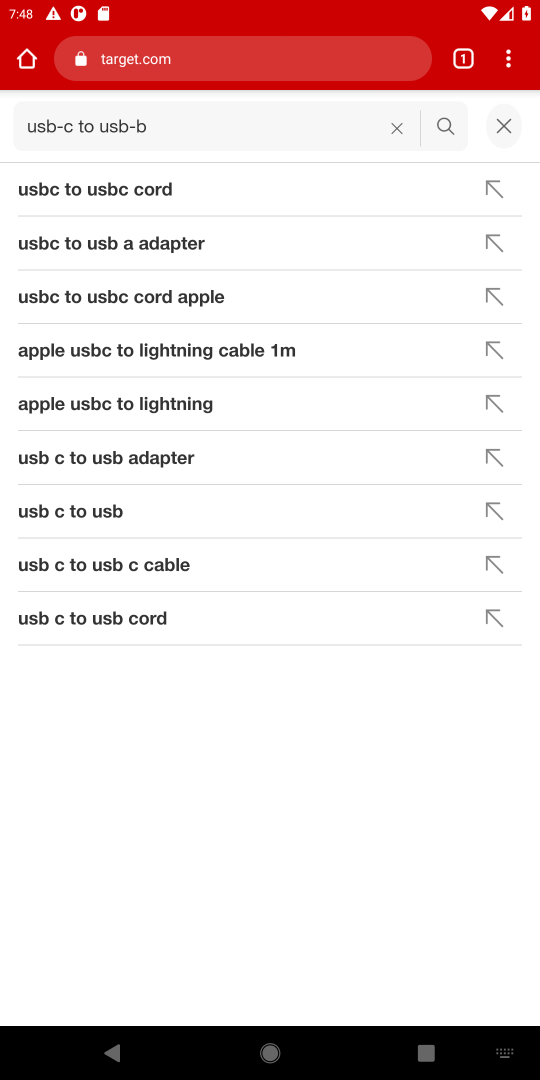 7:48
target.com
1
usb-c to usb-b
usbc to usbc cord
usbc to usb a adapter
usbc to usbc cord apple
apple usbc to lightning cable 1m
apple usbc to lightning
usb c to usb adapter
usb c to usb
usb c to usb c cable
usb c to usb cord